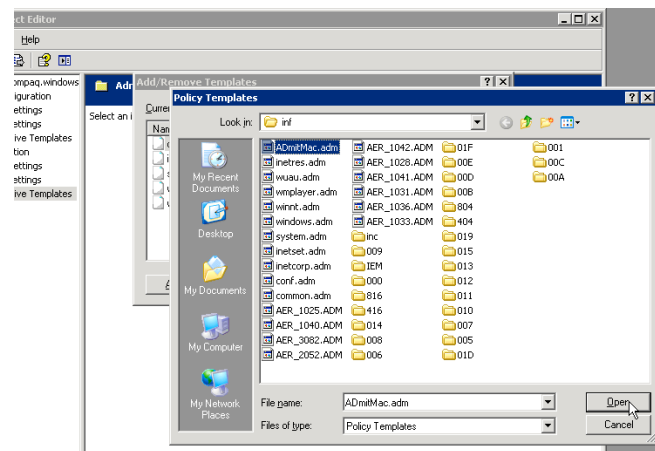 ect Editor
Help
ompaq.windows
iguration
ettings
ettings
ive Templates
tion
ettings
ettings
ive Templates
Adr
Select an i
Add/Remove Templates
Curre
Nan
Policy Templates
Look in:
inf
My Recent
Documents
Desktop
My Documents
My Computer
My Network
Places
ADmitMac.adm
inetres.adm
wuau.adm
wmplayer.adm
winnt.adm
windows.adm
system.adm
inetset.adm
inetcorp.adm
conf.adm
common.adm
AER_1025.ADM
AER_1040.ADM
AER_3082.ADM
AER_2052.ADM
AER_1042.ADM
AER_1028.ADM
AER_1041.ADM
AER_1031.ADM
AER_1036.ADM
AER_1033.ADM
inc
009
IEM
000
816
416
014
008
006
01F
00E
00D
00B
804
404
019
015
013
012
011
010
007
005
01D
001
00C
00A
File name:
ADmitMac.adm
Open
Files of type:
Policy Templates
Cancel